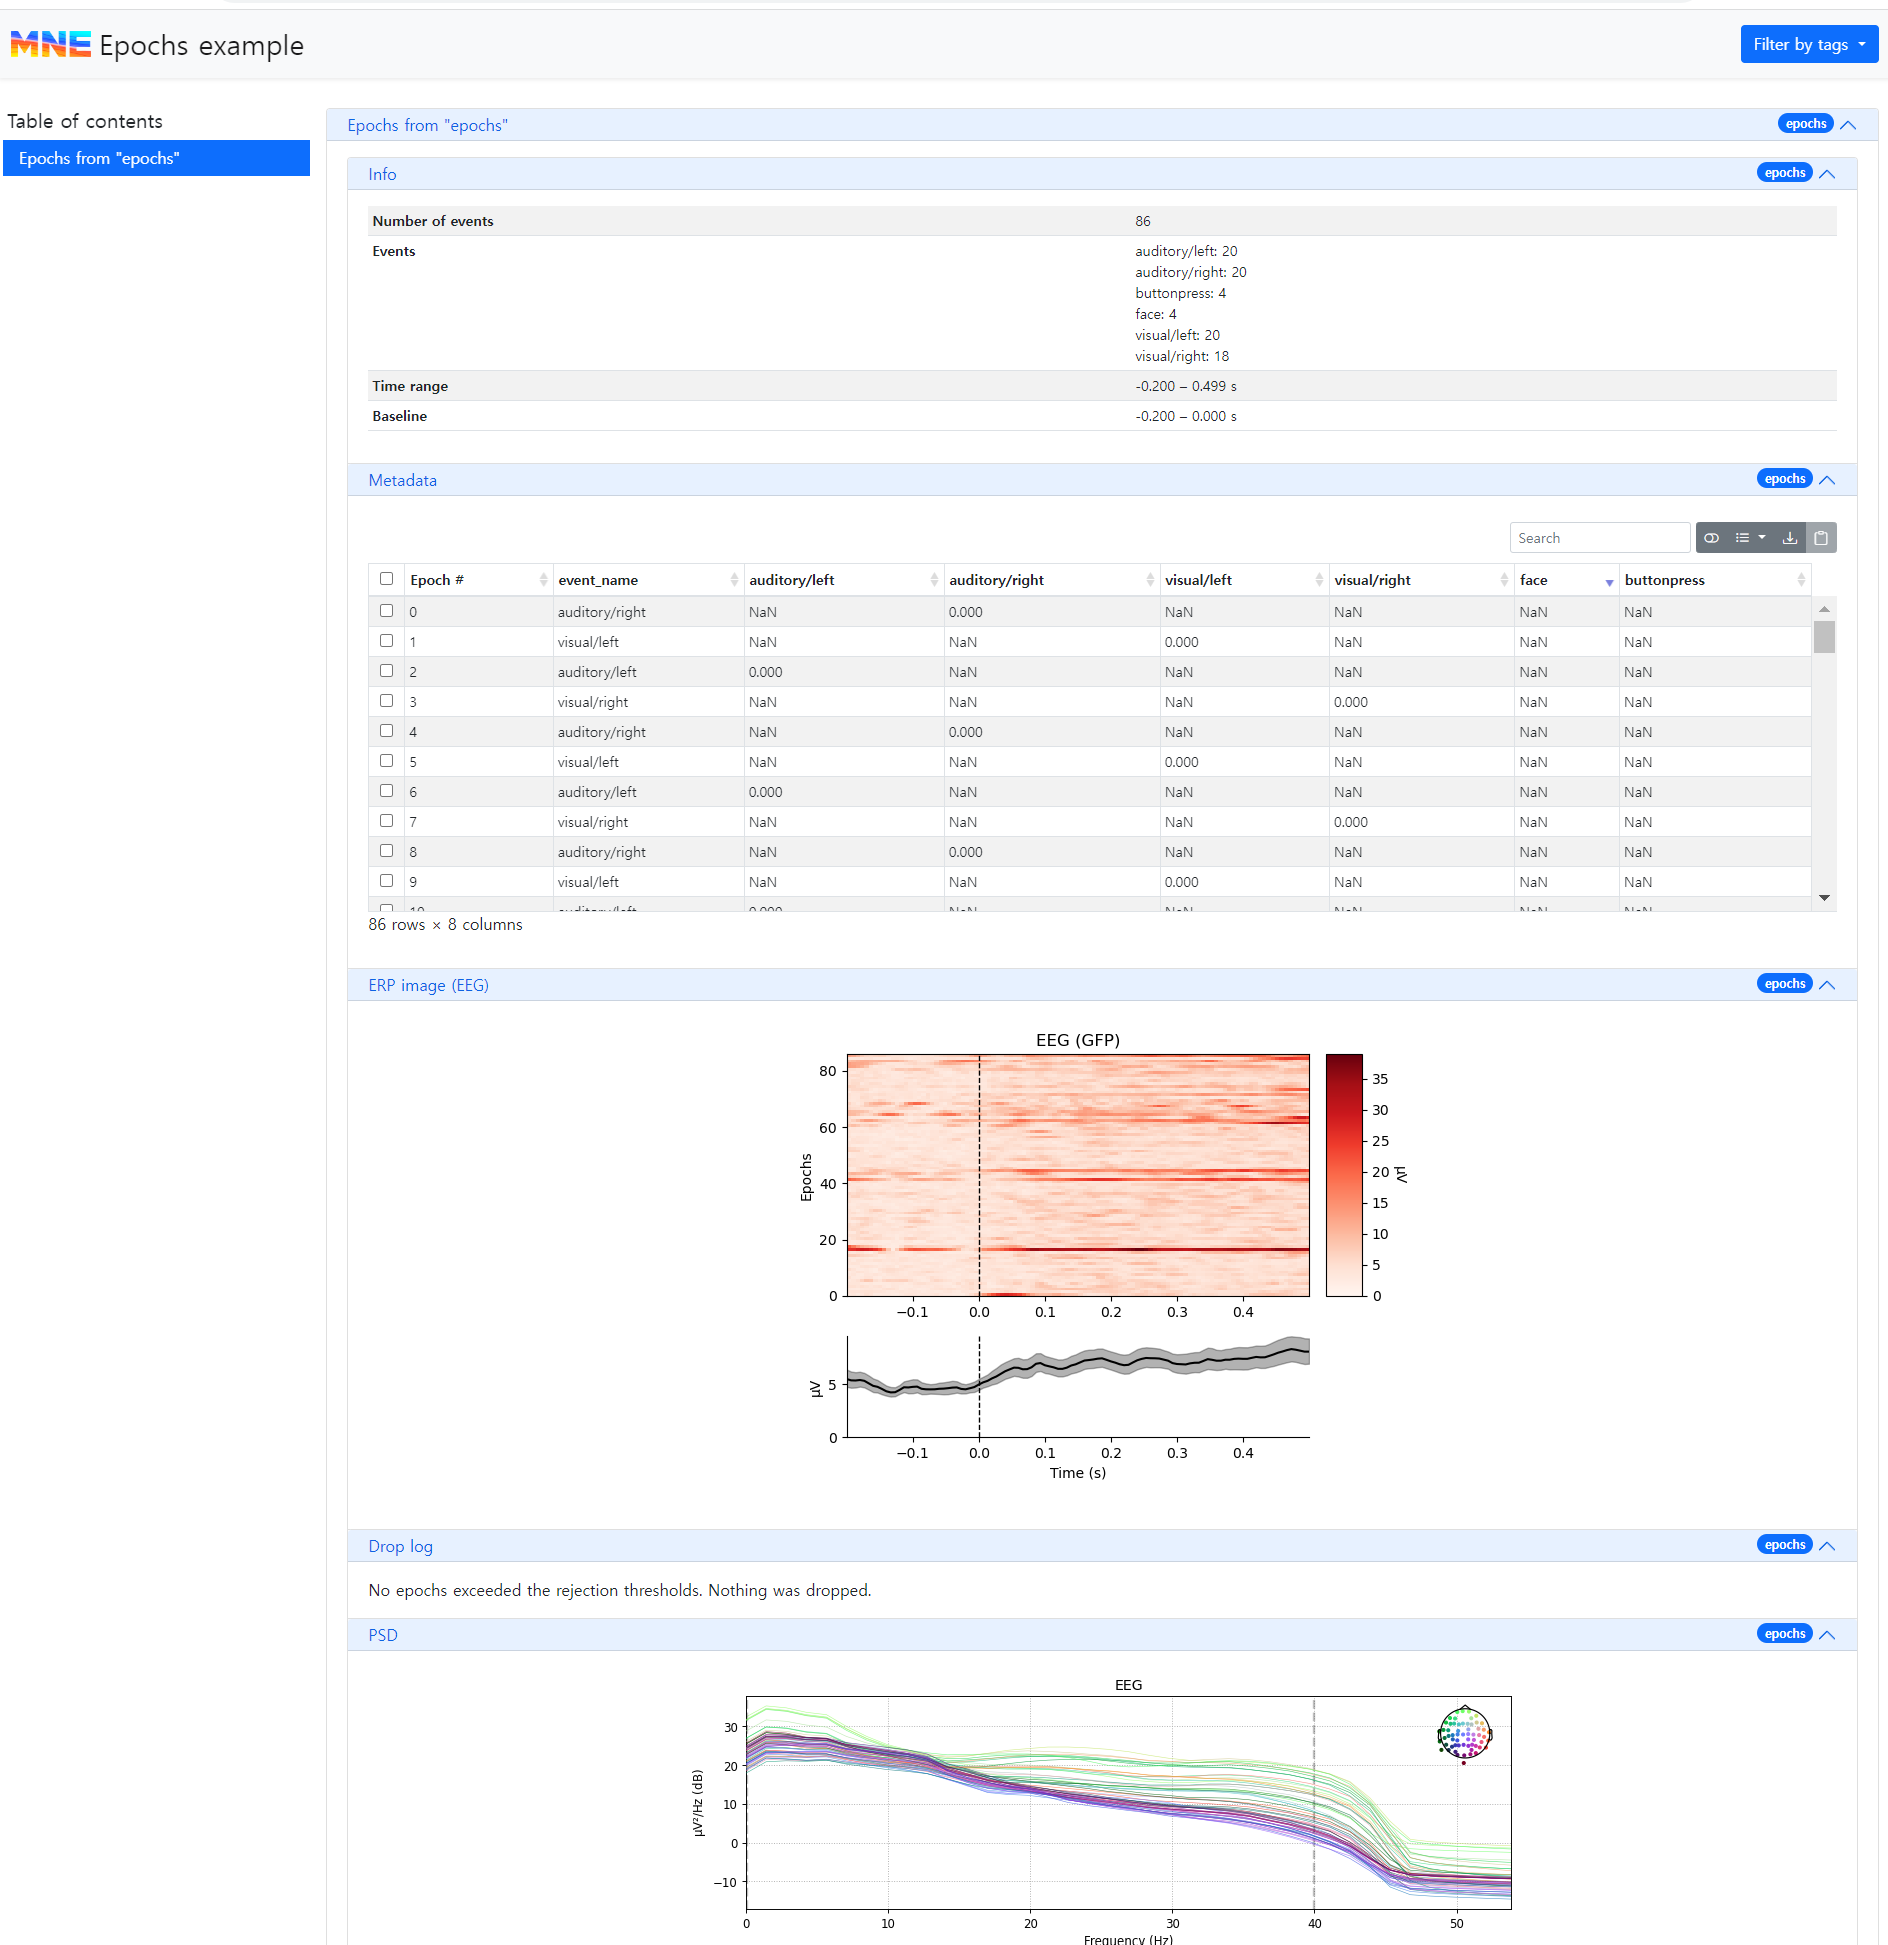 MNE Epochs example
Filter by tags
Table of contents
Epochs from "epochs"
Epochs from "epochs" epochs
Info epochs
Number of events 86
Events auditory/left: 20
auditory/right: 20
buttonpress: 4
face: 4
visual/left: 20
visual/right: 18
Time range -0.200 – 0.499 s
Baseline -0.200 – 0.000 s
Metadata epochs
Search
Epoch # event_name auditory/left auditory/right visual/left visual/right face buttonpress
0 auditory/right NaN 0.000 NaN NaN NaN NaN
1 visual/left NaN NaN 0.000 NaN NaN NaN
2 auditory/left 0.000 NaN NaN NaN NaN NaN
3 visual/right NaN NaN NaN 0.000 NaN NaN
4 auditory/right NaN 0.000 NaN NaN NaN NaN
5 visual/left NaN NaN 0.000 NaN NaN NaN
6 auditory/left 0.000 NaN NaN NaN NaN NaN
7 visual/right NaN NaN NaN 0.000 NaN NaN
8 auditory/right NaN 0.000 NaN NaN NaN NaN
9 visual/left NaN NaN 0.000 NaN NaN NaN
10 auditory/left 0.000 NaN NaN NaN NaN NaN
86 rows × 8 columns
ERP image (EEG) epochs
EEG (GFP)
Epochs
80
60
40
20
0
−0.1 0.0 0.1 0.2 0.3 0.4
35
30
25
20
15
10
5
0
µV
µV
5
0
−0.1 0.0 0.1 0.2 0.3 0.4
Time (s)
Drop log epochs
No epochs exceeded the rejection thresholds. Nothing was dropped.
PSD epochs
EEG
µV²/Hz (dB)
30
20
10
0
−10
0 10 20 30 40 50
Frequency (Hz)